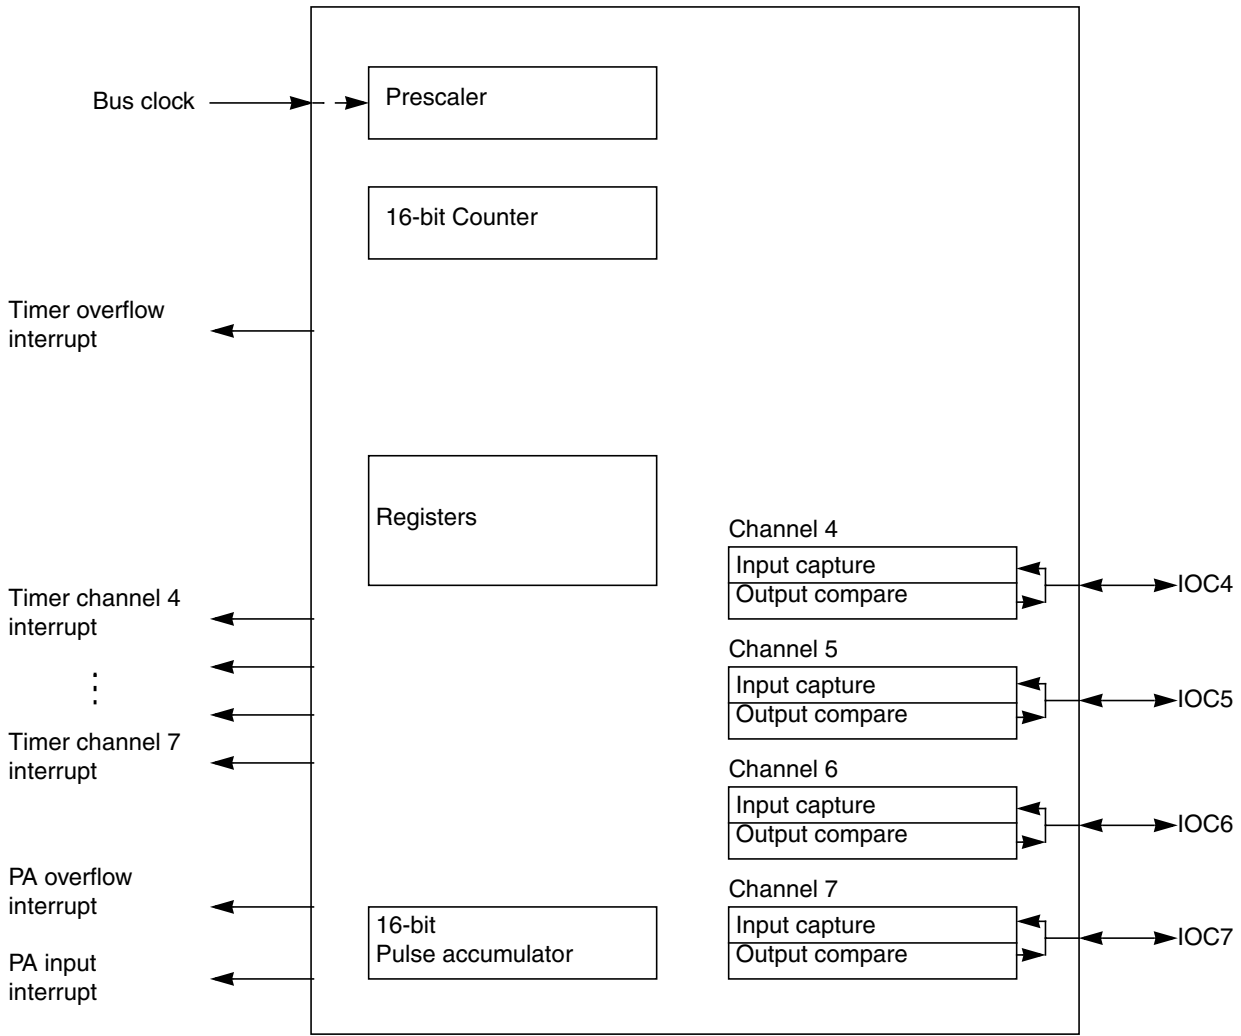 Bus clock
Prescaler
16-bit Counter
Timer overflow
interrupt
Registers
Channel 4
Input capture
Output compare
IOC4
Timer channel 4
interrupt
Channel 5
Input capture
Output compare
IOC5
Timer channel 7
interrupt
Channel 6
Input capture
Output compare
IOC6
PA overflow
interrupt
16-bit
Pulse accumulator
Channel 7
Input capture
Output compare
IOC7
PA input
interrupt